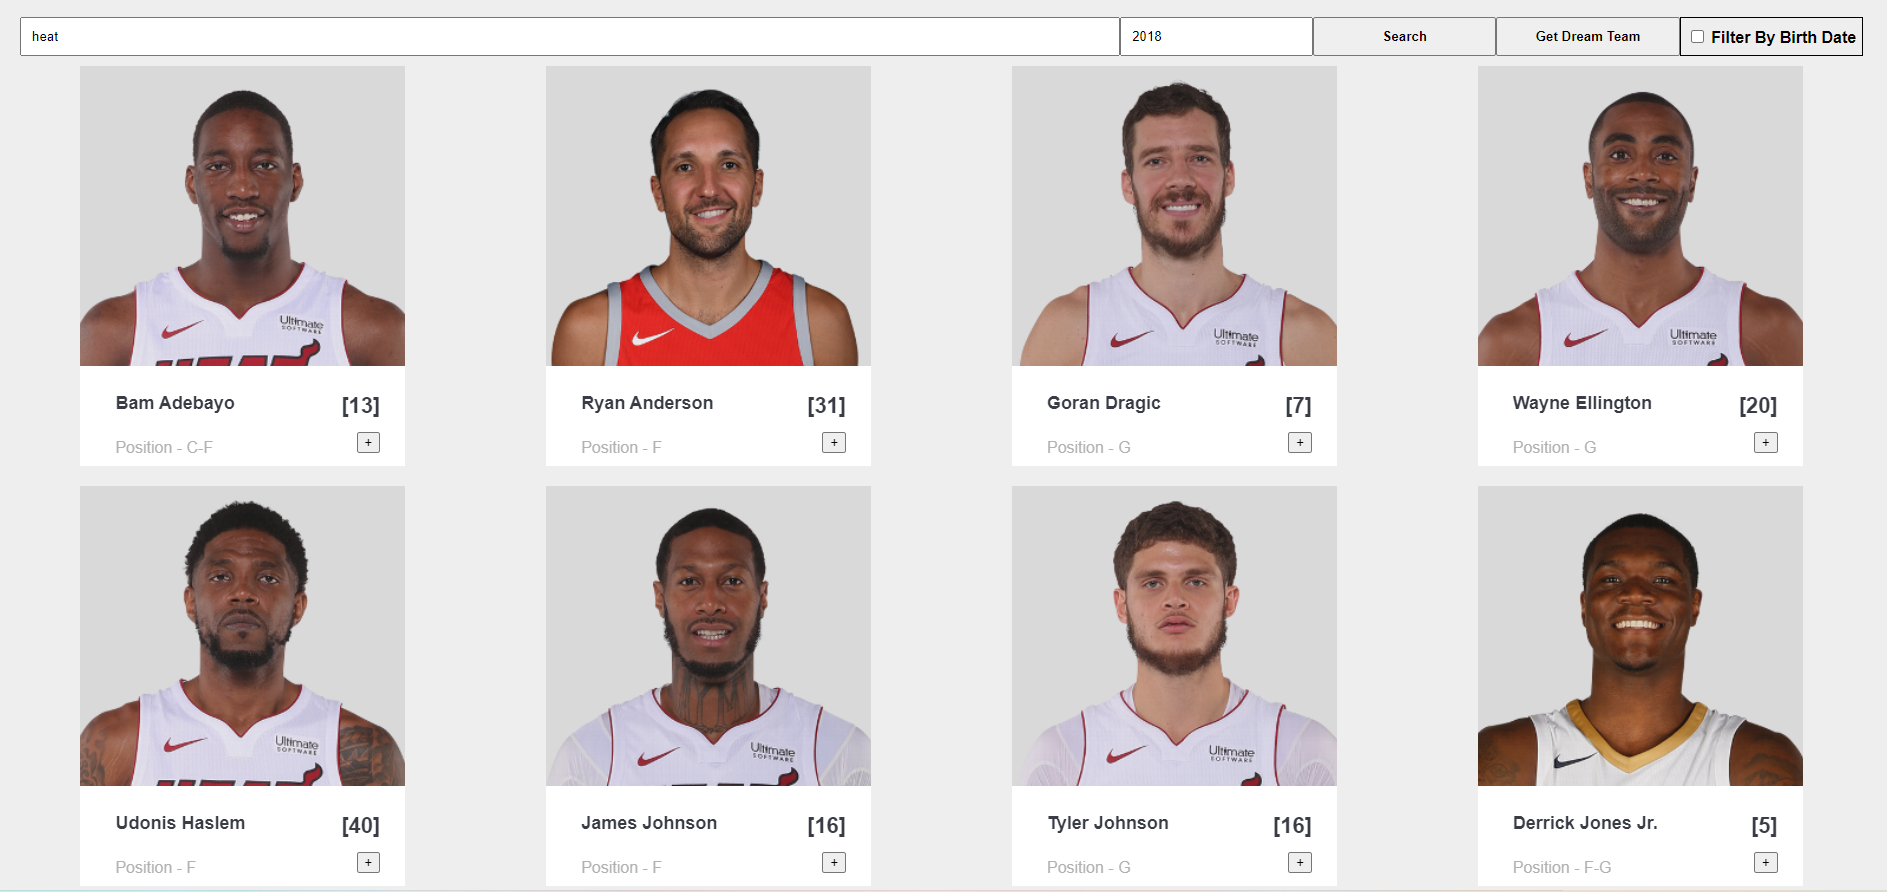 heat
2018
Search
Get Dream Team
Filter By Birth Date
Ultimate
SOFTWARE
HEAT
Ultimate
SOFTWARE
Ultimate
SOFTWARE
Bam Adebayo
[13]
Position - C-F
+
Ryan Anderson
[31]
Position - F
+
Goran Dragic
[7]
Position - G
+
Wayne Ellington
[20]
Position - G
+
Ultimate
SOFTWARE
HEAT
Ultimate
SOFTWARE
Ultimate
SOFTWARE
Udonis Haslem
[40]
Position - F
+
James Johnson
[16]
Position - F
+
Tyler Johnson
[16]
Position - G
+
Derrick Jones Jr.
[5]
Position - F-G
+